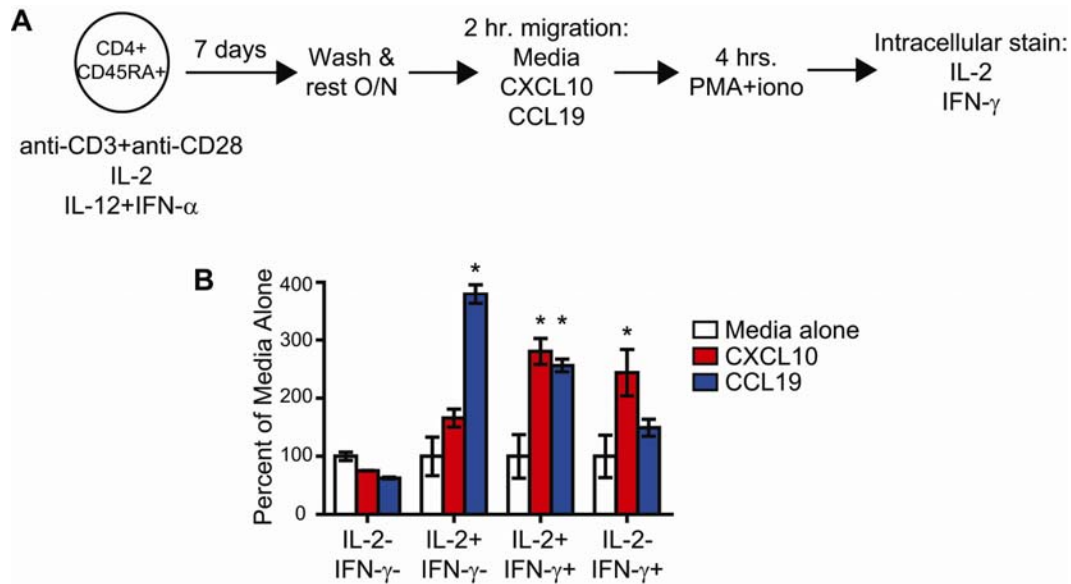 A
CD4+
CD45RA+
anti-CD3+anti-CD28
IL-2
IL-12+IFN-α
7 days
Wash &
rest O/N
2 hr. migration:
Media
CXCL10
CCL19
4 hrs.
PMA+iono
Intracellular stain:
IL-2
IFN-γ
B
Percent of Media Alone
400
300
200
100
0
*
* *
*
IL-2- IL-2+ IL-2+ IL-2-
IFN-γ- IFN-γ- IFN-γ+ IFN-γ+
Media alone
CXCL10
CCL19